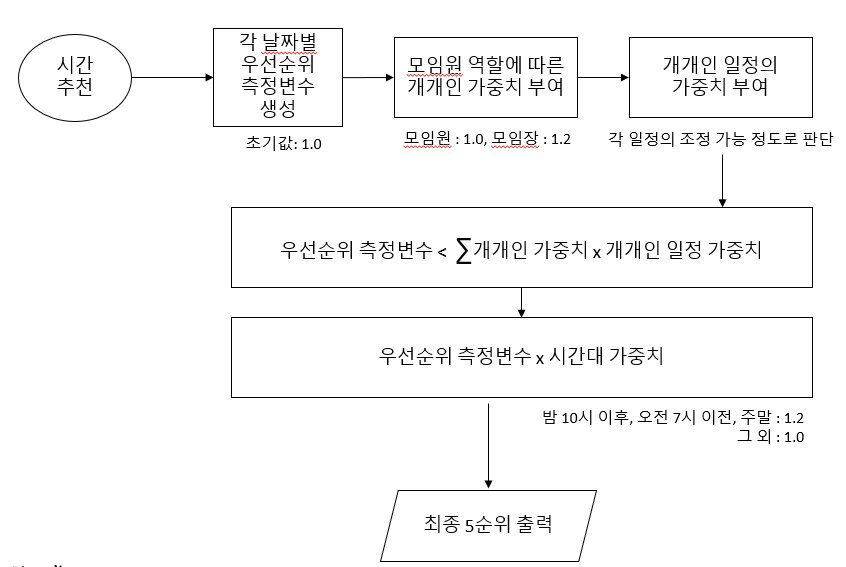 시간
추천
각 날짜별
우선순위
측정변수
생성
초기값: 1.0
모임원 역할에 따른
개개인 가중치 부여
모임원 : 1.0, 모임장 : 1.2
개개인 일정의
가중치 부여
각 일정의 조정 가능 정도로 판단
우선순위 측정변수 < ∑개개인 가중치 x 개개인 일정 가중치
우선순위 측정변수 x 시간대 가중치
밤 10시 이후, 오전 7시 이전, 주말 : 1.2
그 외 : 1.0
최종 5순위 출력